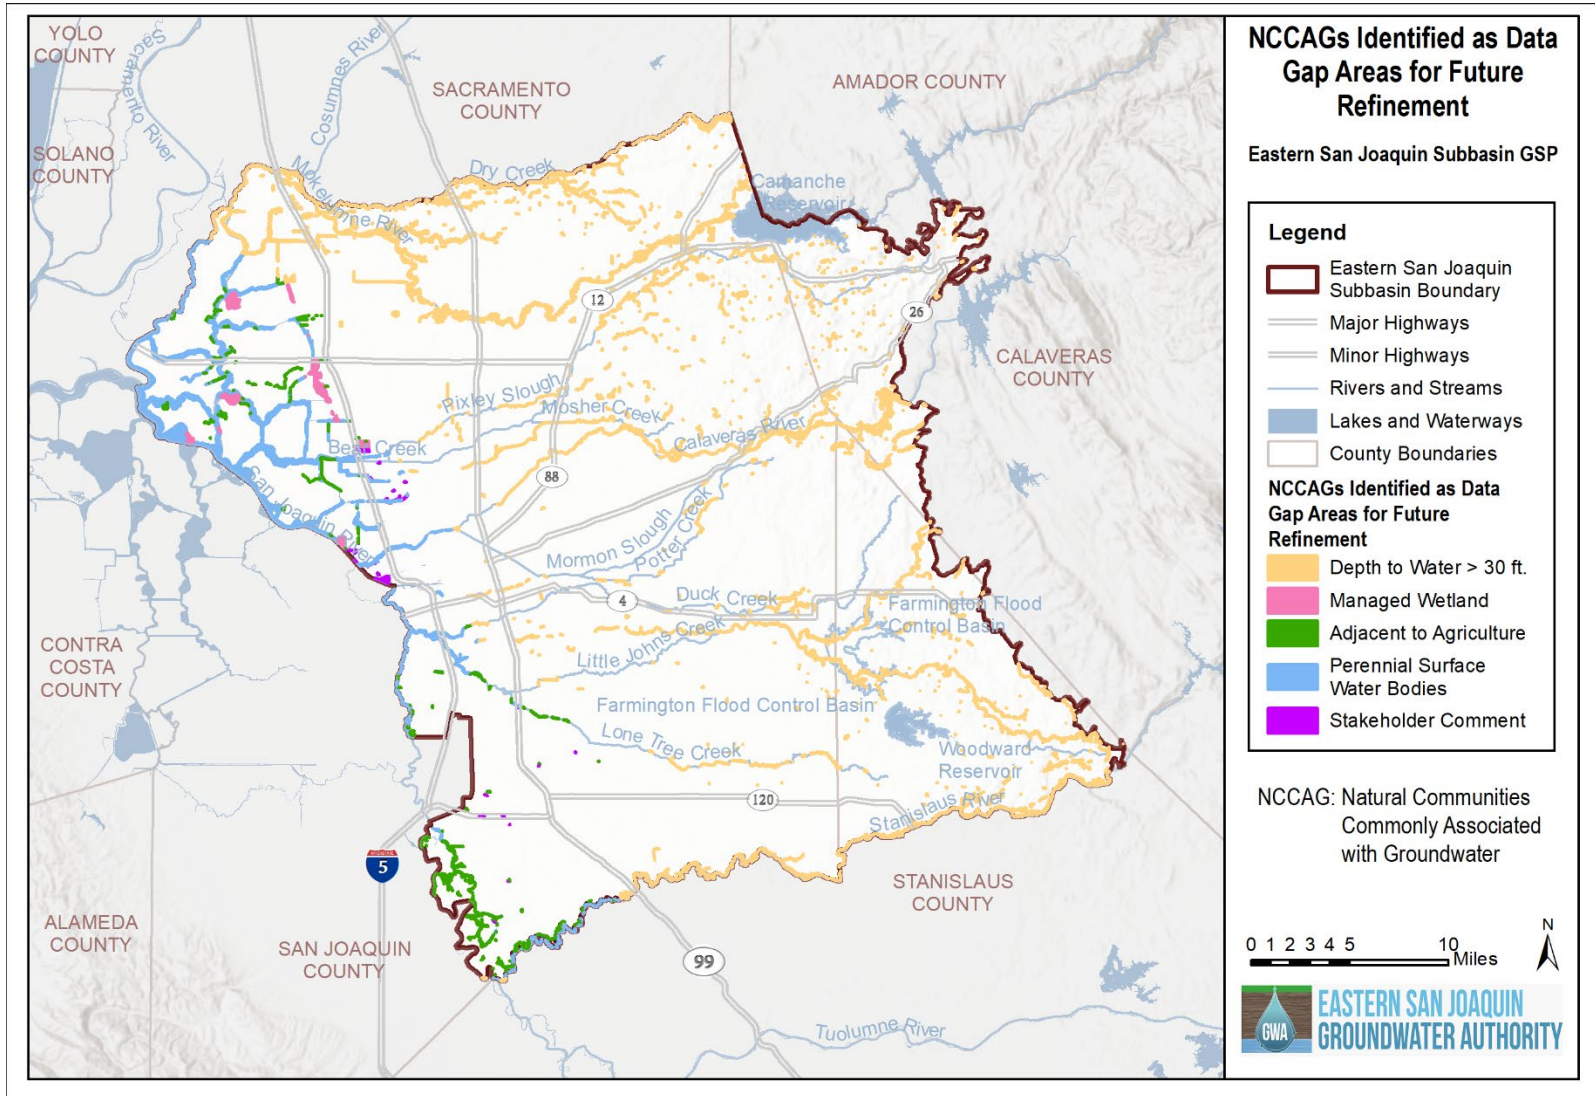 YOLO
COUNTY
Sacramento River
Cosumnes River
SACRAMENTO
COUNTY
AMADOR COUNTY
SOLANO
COUNTY
Mokelumne River
Dry Creek
Camanche
Reservoir
12
26
CALAVERAS
COUNTY
Pixley Slough
Mosher Creek
Bear Creek
Calaveras River
88
San Joaquin River
Mormon Slough
Potter Creek
4
Duck Creek
Farmington Flood
Control Basin
CONTRA
COSTA
COUNTY
Little Johns Creek
Farmington Flood Control Basin
Lone Tree Creek
Woodward
Reservoir
120
Stanislaus River
5
STANISLAUS
COUNTY
ALAMEDA
COUNTY
SAN JOAQUIN
COUNTY
99
Tuolumne River
NCCAGs Identified as Data
Gap Areas for Future
Refinement
Eastern San Joaquin Subbasin GSP
Legend
Eastern San Joaquin
Subbasin Boundary
Major Highways
Minor Highways
Rivers and Streams
Lakes and Waterways
County Boundaries
NCCAGs Identified as Data
Gap Areas for Future
Refinement
Depth to Water > 30 ft.
Managed Wetland
Adjacent to Agriculture
Perennial Surface
Water Bodies
Stakeholder Comment
NCCAG: Natural Communities
Commonly Associated
with Groundwater
N
0 1 2 3 4 5 10
Miles
GWA
EASTERN SAN JOAQUIN
GROUNDWATER AUTHORITY